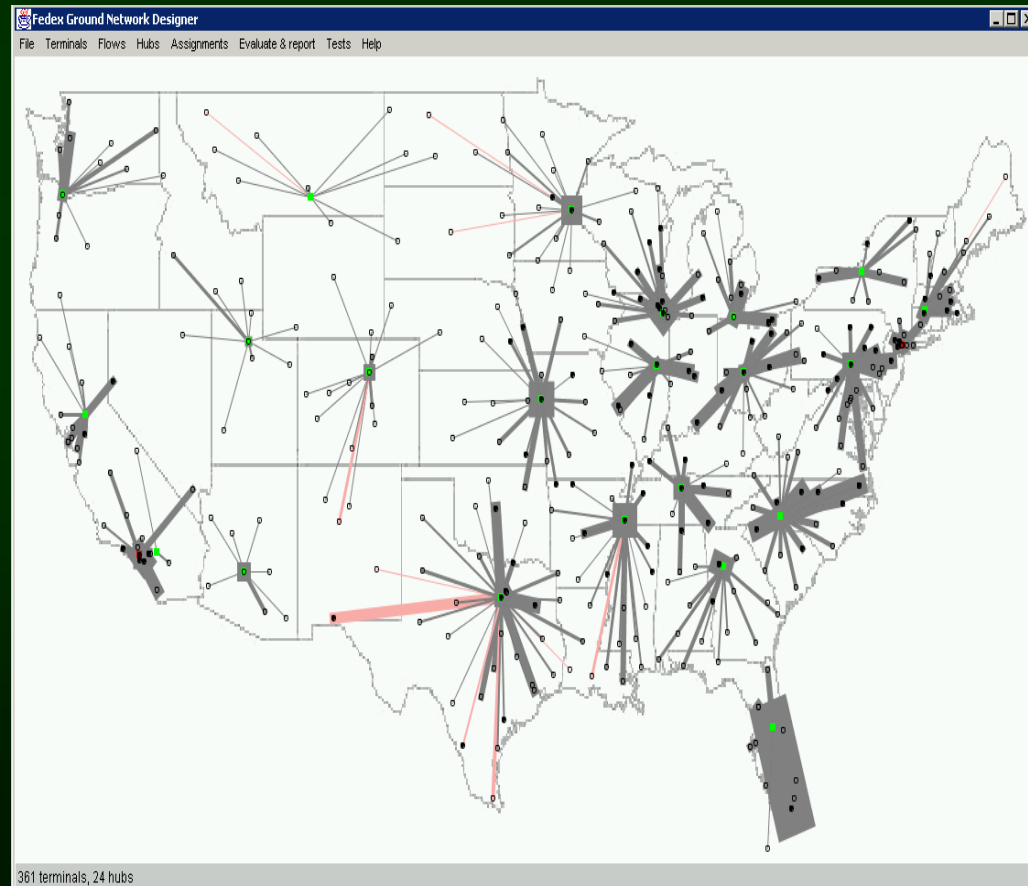 Fedex Ground Network Designer
File Terminals Flows Hubs Assignments Evaluate & report Tests Help
361 terminals, 24 hubs